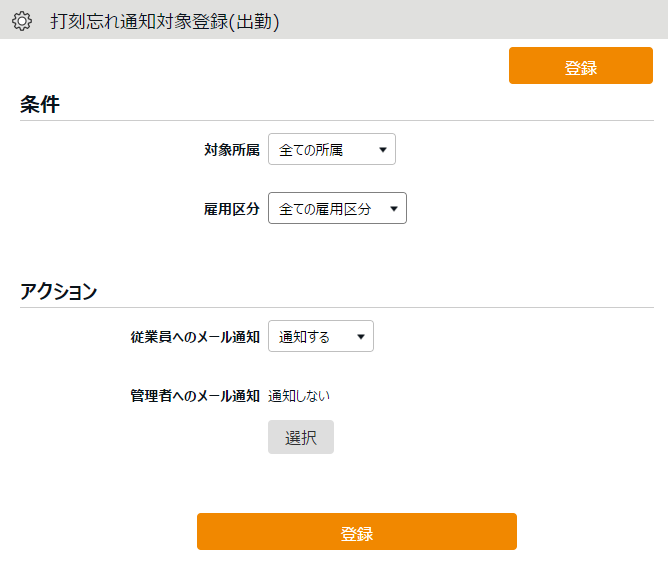 打刻忘れ通知対象登録(出勤)
登録
条件
対象所属 全ての所属
雇用区分 全ての雇用区分
アクション
従業員へのメール通知 通知する
管理者へのメール通知 通知しない
選択
登録